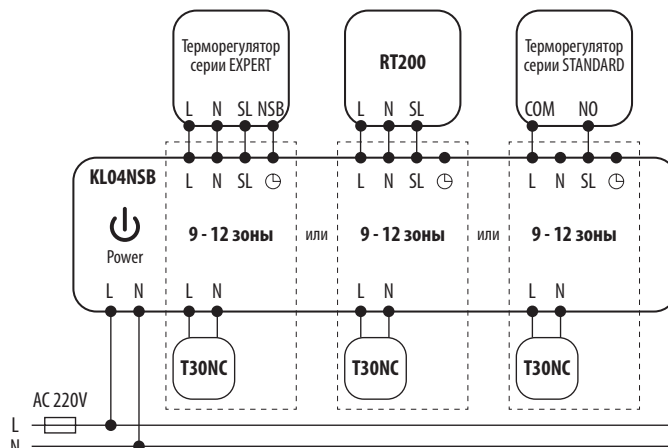 Терморегулятор
серии EXPERT
RT200
Терморегулятор
серии STANDARD
L N SL NSB
L N SL
COM NO
KL04NSB
L N SL
L N SL
L N SL
Power
9 - 12 зоны
или
9 - 12 зоны
или
9 - 12 зоны
L N
L N
L N
L N
T30NC
T30NC
T30NC
AC 220V
L
N